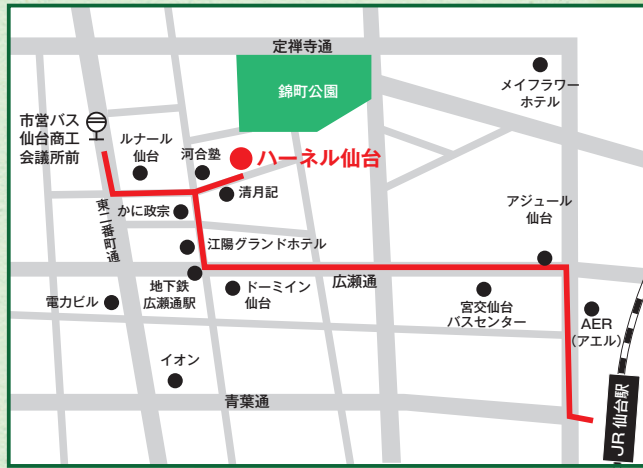 定禅寺通
錦町公園
メイフラワー
ホテル
市営バス
仙台商工
会議所前
ルナール
仙台
河合塾
ハーネル仙台
清月記
アジュール
仙台
かに政宗
東二番町通
江陽グランドホテル
地下鉄
広瀬通駅
広瀬通
電力ビル
ドーミイン
仙台
宮交仙台
バスセンター
AER
（アエル）
イオン
青葉通
JR 仙台駅